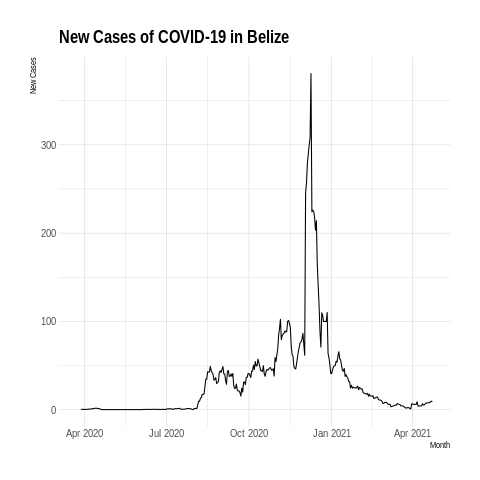 New Cases of COVID-19 in Belize
New Cases
300
200
100
0
Apr 2020 Jul 2020 Oct 2020 Jan 2021 Apr 2021
Month